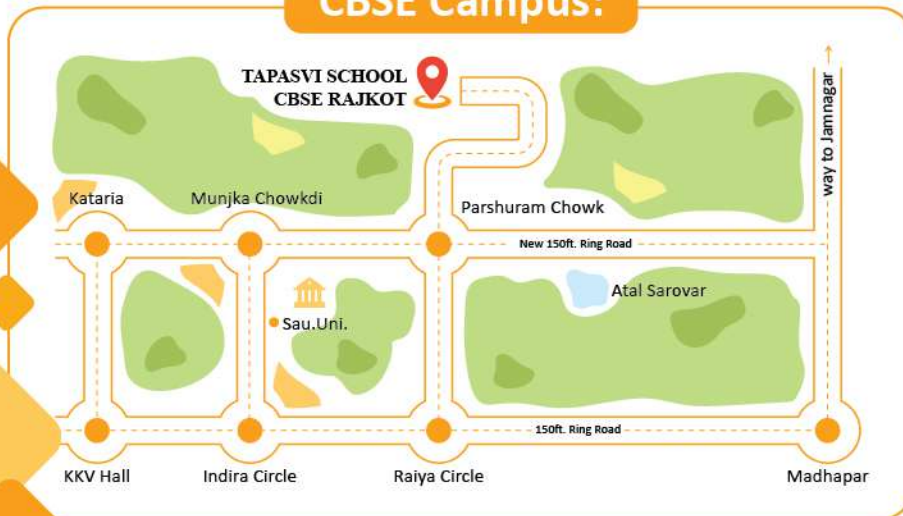 CBSE Campus:
TAPASVI SCHOOL
CBSE RAJKOT
way to Jamnagar
Kataria
Munjka Chowkdi
Parshuram Chowk
New 150ft. Ring Road
Atal Sarovar
Sau.Uni.
150ft. Ring Road
KKV Hall
Indira Circle
Raiya Circle
Madhapar